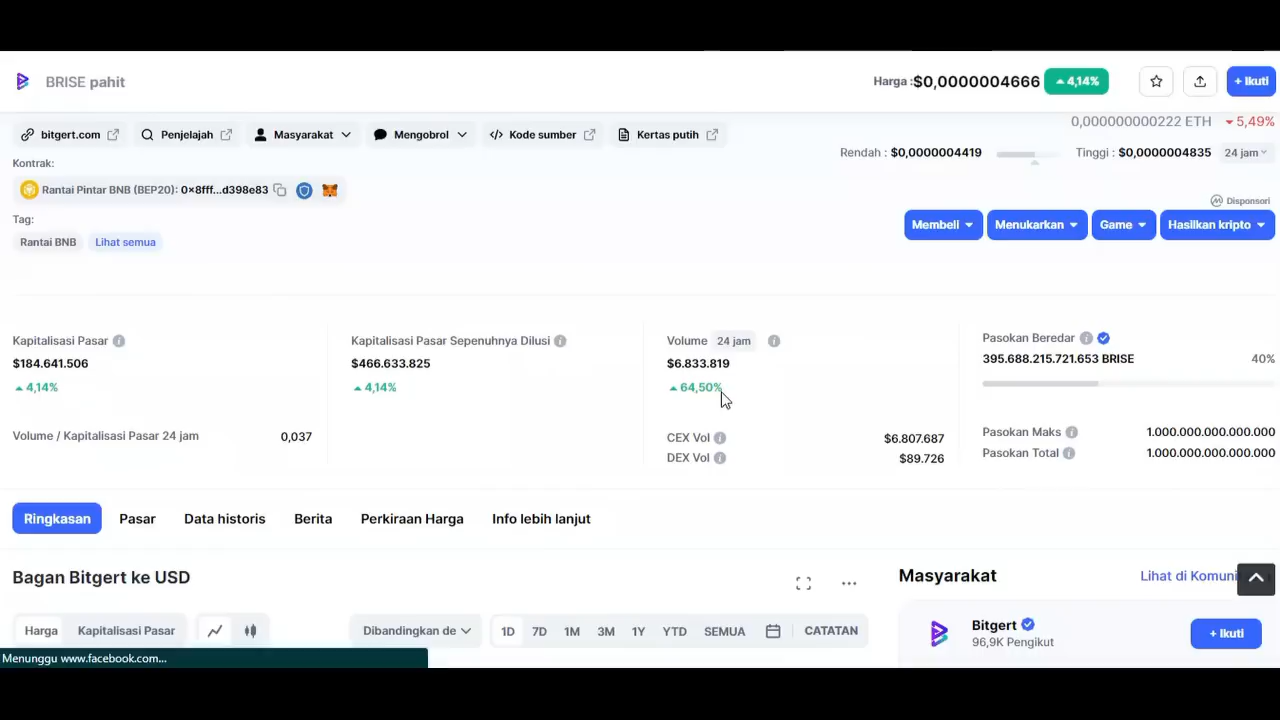 BRISE pahit
Harga :$0,0000004666 4,14% + Ikuti
bitgert.com Penjelajah Masyarakat Mengobrol Kode sumber Kertas putih
0,000000000222 ETH 5,49%
Rendah : $0,0000004419 Tinggi : $0,0000004835 24 jam
Kontrak:
Rantai Pintar BNB (BEP20): 0x8fff...d398e83
Disponsori
Tag:
Membeli Menukarkan Game Hasilkan kripto
Rantai BNB Lihat semua
Kapitalisasi Pasar
$184.641.506
4,14%
Volume / Kapitalisasi Pasar 24 jam 0,037
Kapitalisasi Pasar Sepenuhnya Dilusi
$466.633.825
4,14%
Volume 24 jam
$6.833.819
64,50%
CEX Vol $6.807.687
DEX Vol $89.726
Pasokan Beredar
395.688.215.721.653 BRISE 40%
Pasokan Maks 1.000.000.000.000.000
Pasokan Total 1.000.000.000.000.000
Ringkasan Pasar Data historis Berita Perkiraan Harga Info lebih lanjut
Bagan Bitgert ke USD
Harga Kapitalisasi Pasar Dibandingkan de 1D 7D 1M 3M 1Y YTD SEMUA CATATAN
Masyarakat Lihat di Komuni
Bitgert
96,9K Pengikut
+ Ikuti
Menunggu www.facebook.com...